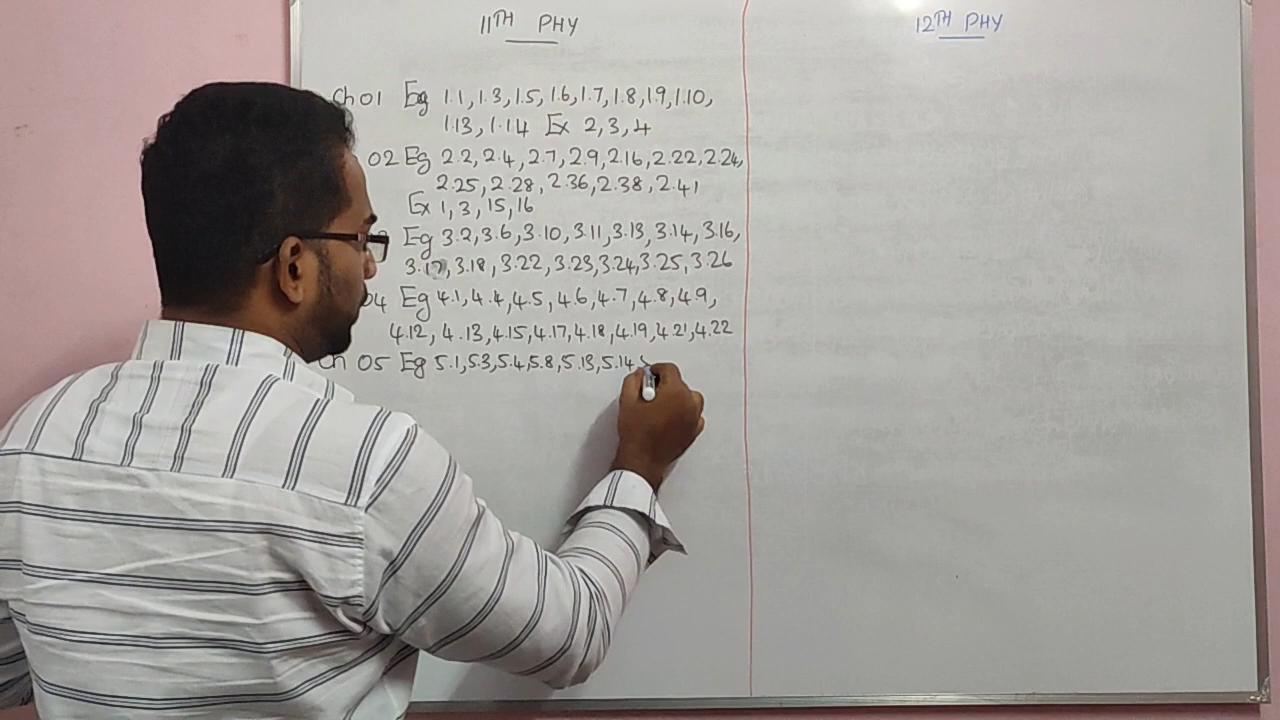 11TH PHY
12TH PHY
Ch 01 Eg 1.1, 1.3, 1.5, 1.6, 1.7, 1.8, 1.9, 1.10,
1.13, 1.14 Ex 2, 3, 4
02 Eg 2.2, 2.4, 2.7, 2.9, 2.16, 2.22, 2.24,
2.25, 2.28, 2.36, 2.38, 2.41
Ex 1, 3, 15, 16
Eg 3.2, 3.6, 3.10, 3.11, 3.13, 3.14, 3.16,
3.17, 3.18, 3.22, 3.23, 3.24, 3.25, 3.26
04 Eg 4.1, 4.4, 4.5, 4.6, 4.7, 4.8, 4.9,
4.12, 4.13, 4.15, 4.17, 4.18, 4.19, 4.21, 4.22
Ch 05 Eg 5.1, 5.3, 5.4, 5.8, 5.13, 5.14,